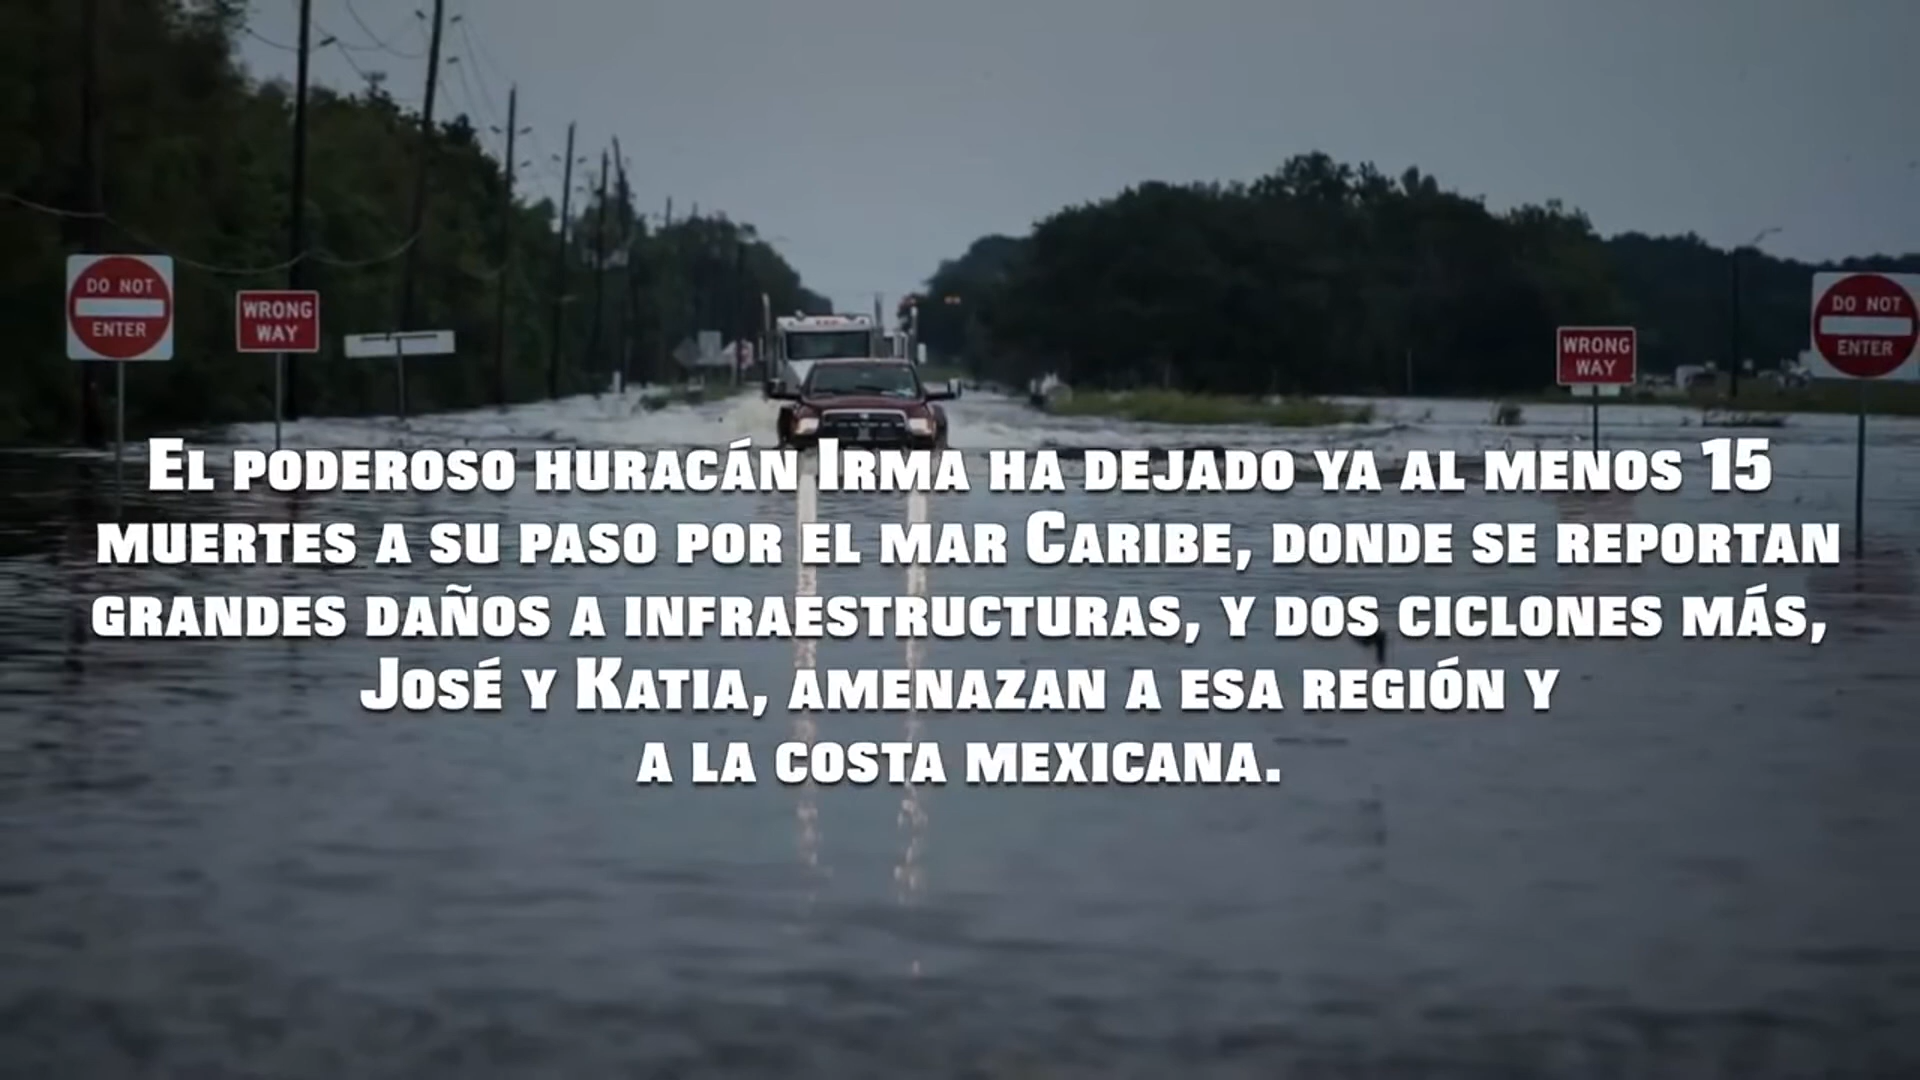 DO NOT
ENTER
WRONG
WAY
WRONG
WAY
DO NOT
ENTER
El poderoso huracán Irma ha dejado ya al menos 15
muertes a su paso por el mar Caribe, donde se reportan
grandes daños a infraestructuras, y dos ciclones más,
José y Katia, amenazan a esa región y
a la costa mexicana.